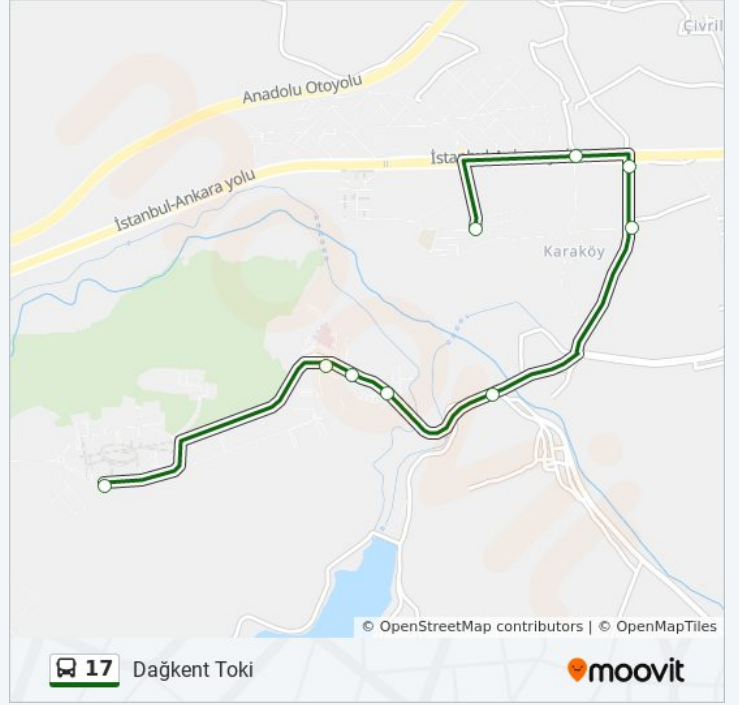 Çivril
Anadolu Otoyolu
İstanbul-Ankara yolu
Karaköy
© OpenStreetMap contributors | © OpenMapTiles
17 Dağkent Toki
moovit